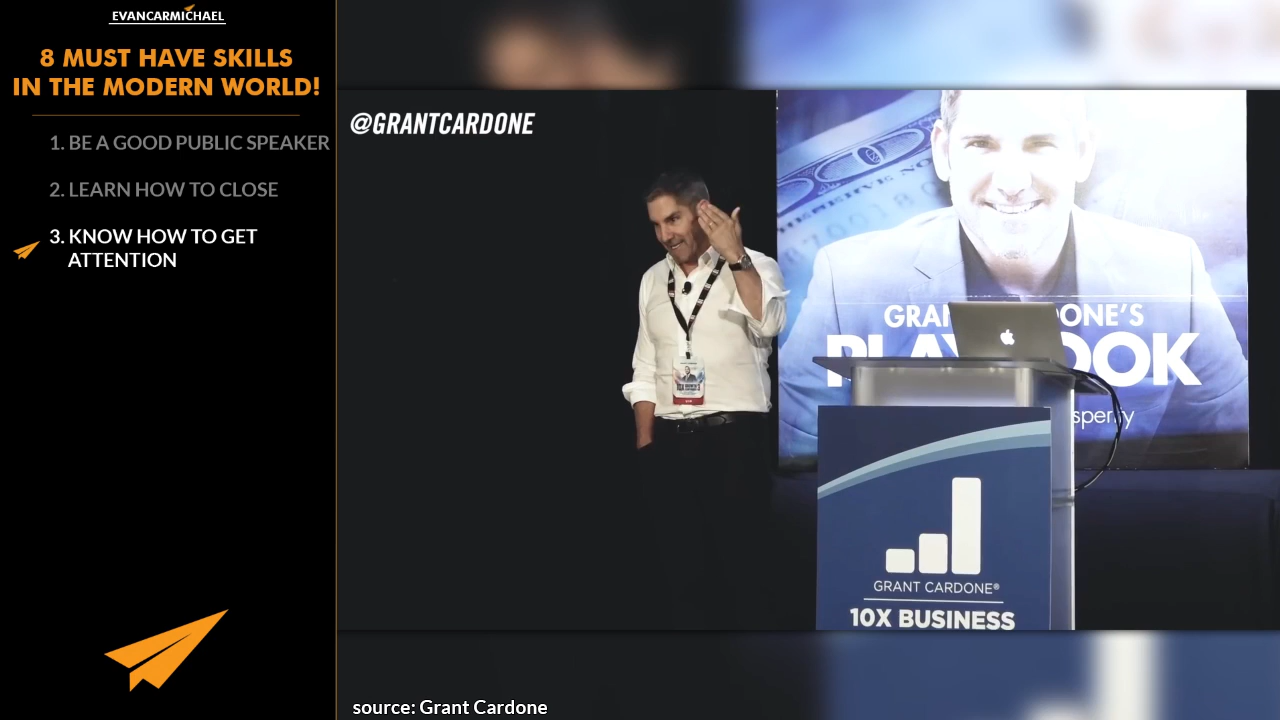 EVANCARMICHAEL
8 MUST HAVE SKILLS
IN THE MODERN WORLD!
1. BE A GOOD PUBLIC SPEAKER
2. LEARN HOW TO CLOSE
3. KNOW HOW TO GET
ATTENTION
@GRANTCARDONE
GRANT CARDONE®
10X BUSINESS
source: Grant Cardone